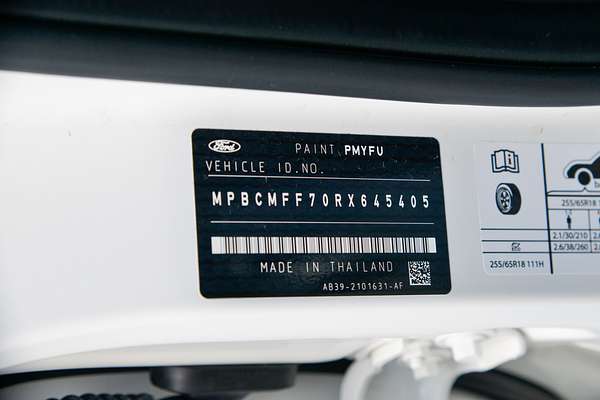 Ford
PAINT PMYFU
VEHICLE ID.NO.
MPBCMFF70RX645405
MADE IN THAILAND
AB39-2101631-AF
255/65R18 1
2.1/30/210
2.6/38/260
255/65R18 111H